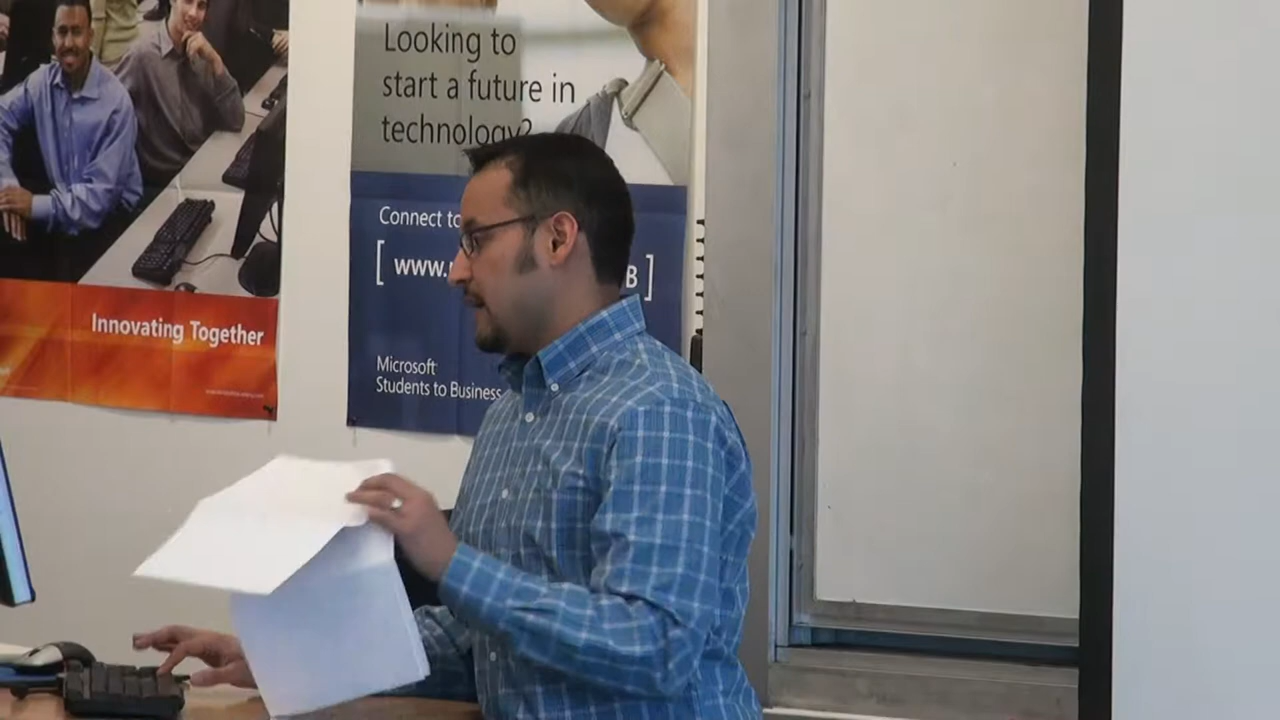 Looking to
start a future in
technology?
Connect to
[ www. B ]
Innovating Together
Microsoft
Students to Business